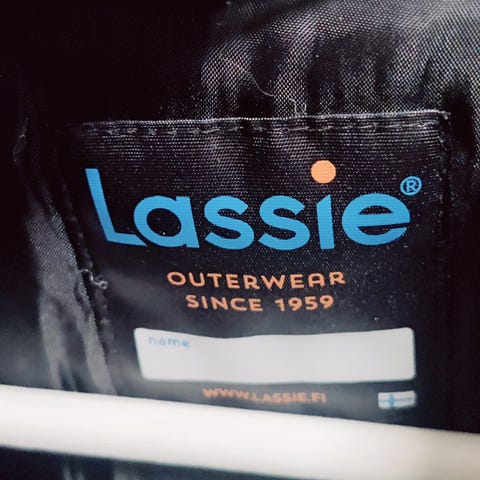 Lassie®
OUTERWEAR
SINCE 1959
name
WWW.LASSIE.FI